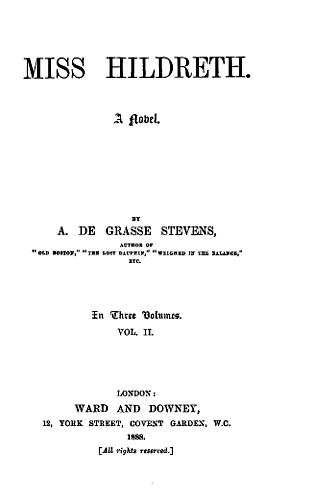 MISS HILDRETH.
A Novel.
BY
A. DE GRASSE STEVENS,
AUTHOR OF
"OLD BOSTON," "THE LOST DAUPHIN," "WEIGHED IN THE BALANCE,"
ETC.
In Three Volumes.
VOL. II.
LONDON:
WARD AND DOWNEY,
12, YORK STREET, COVENT GARDEN, W.C.
1888.
[All rights reserved.]